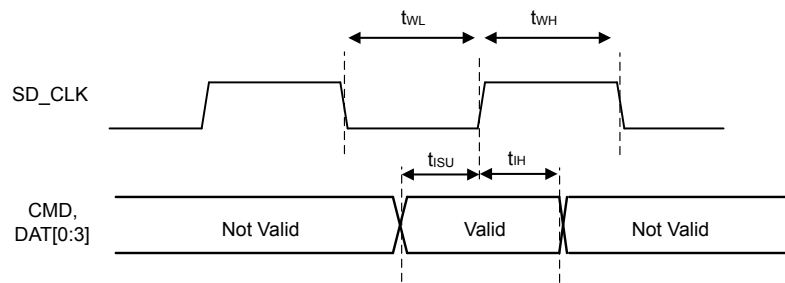 tWL tWH
SD_CLK
tISU tIH
CMD,
DAT[0:3]
Not Valid Valid Not Valid